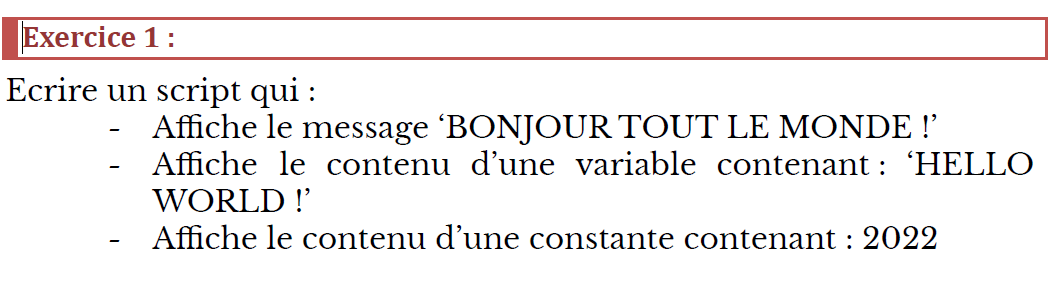 Exercice 1 :
Ecrire un script qui :
- Affiche le message ‘BONJOUR TOUT LE MONDE !’
- Affiche le contenu d’une variable contenant : ‘HELLO
WORLD !’
- Affiche le contenu d’une constante contenant : 2022